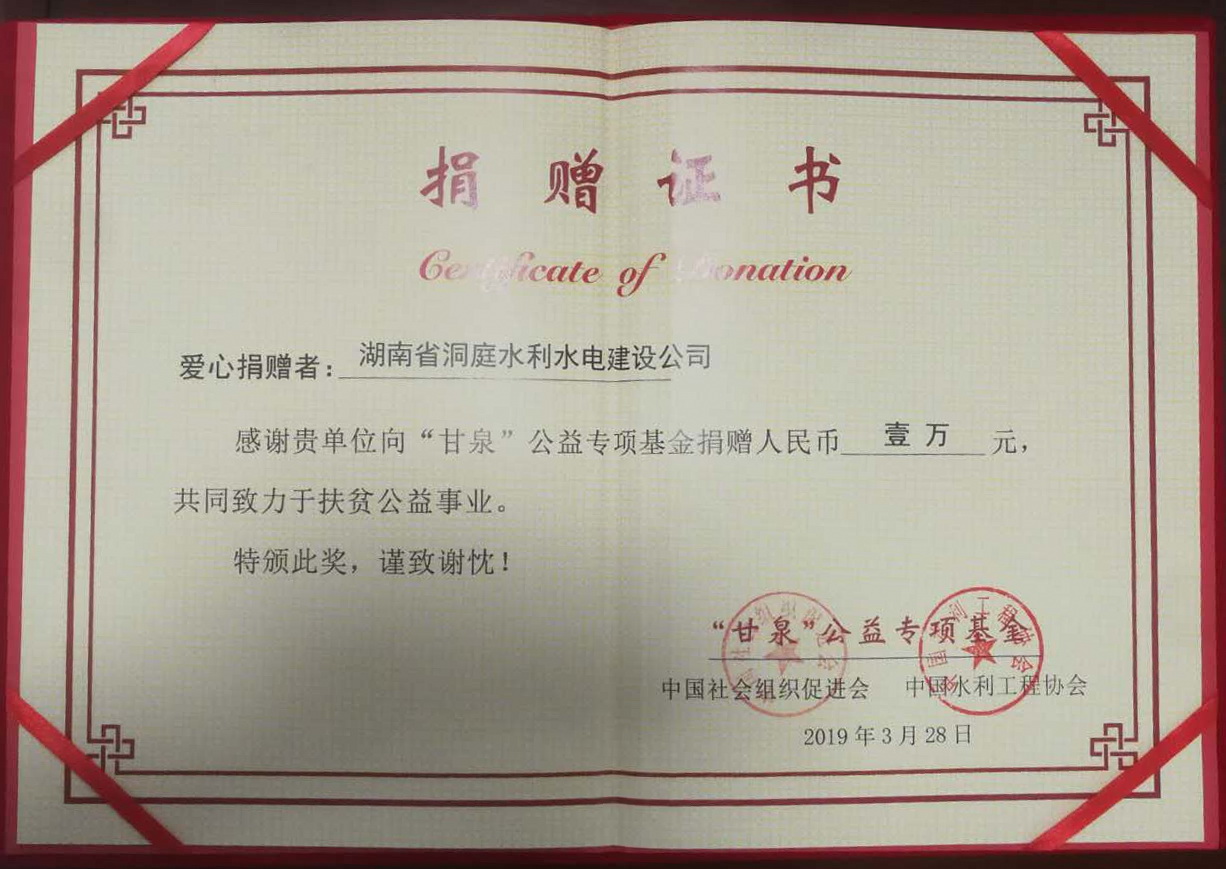 捐赠证书
Certificate of Donation
爱心捐赠者：湖南省洞庭水利水电建设公司
感谢贵单位向“甘泉”公益专项基金捐赠人民币壹万元，
共同致力于扶贫公益事业。
特颁此奖，谨致谢忱！
“甘泉”公益专项基金
中国社会组织促进会 中国水利工程协会
2019年3月28日